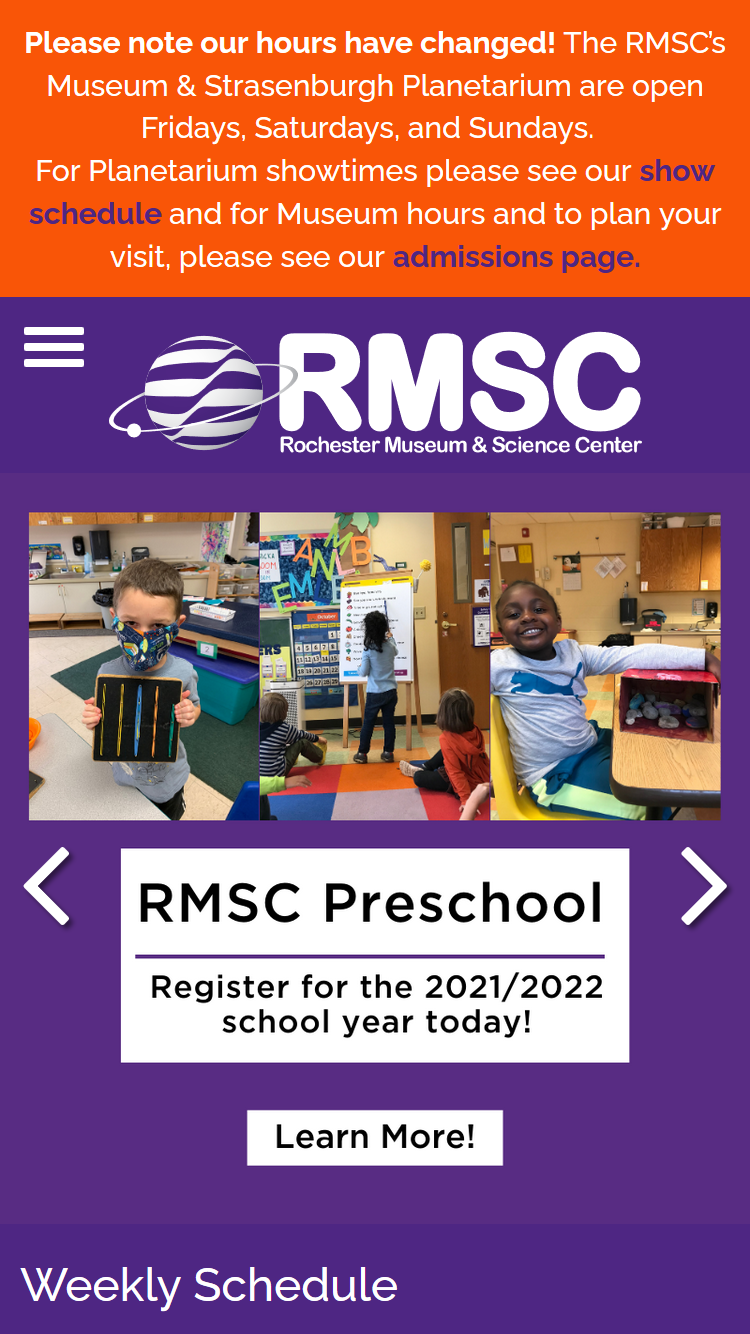 Please note our hours have changed! The RMSC’s
Museum & Strasenburgh Planetarium are open
Fridays, Saturdays, and Sundays.
For Planetarium showtimes please see our show
schedule and for Museum hours and to plan your
visit, please see our admissions page.
RMSC
Rochester Museum & Science Center
October
RMSC Preschool
Register for the 2021/2022
school year today!
Learn More!
Weekly Schedule